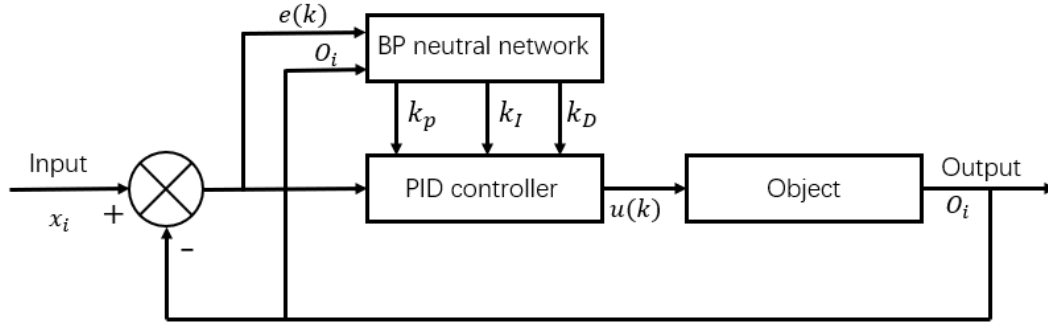 e(k)
BP neutral network
O_i
k_p
k_I
k_D
Input
PID controller
Object
Output
x_i
+
u(k)
O_i
−